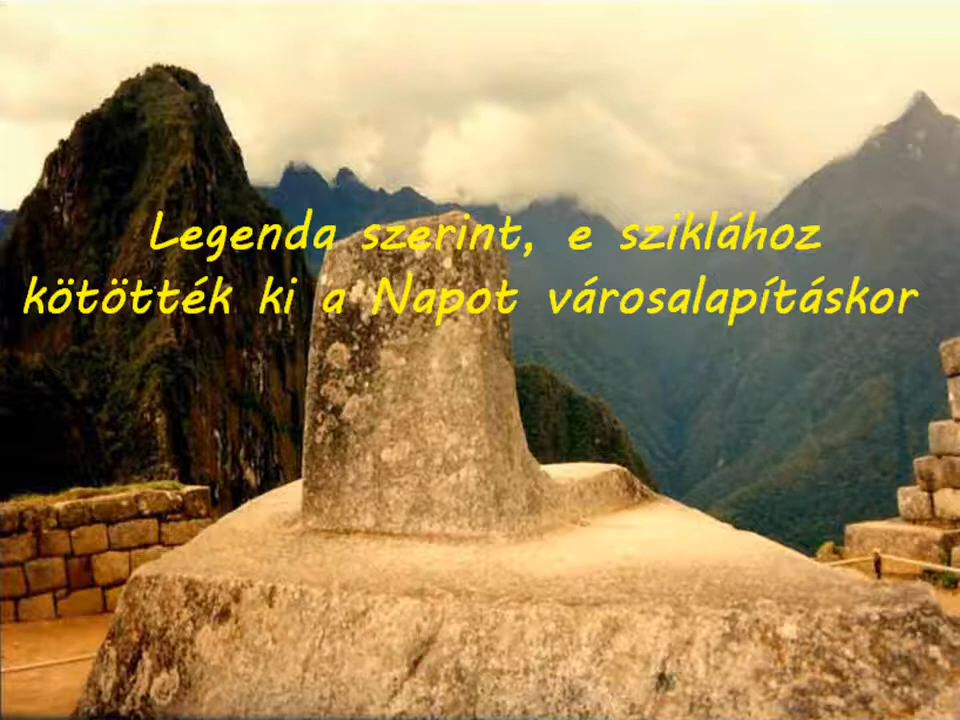 Legenda szerint, e sziklához
kötötték ki a Napot városalapításkor